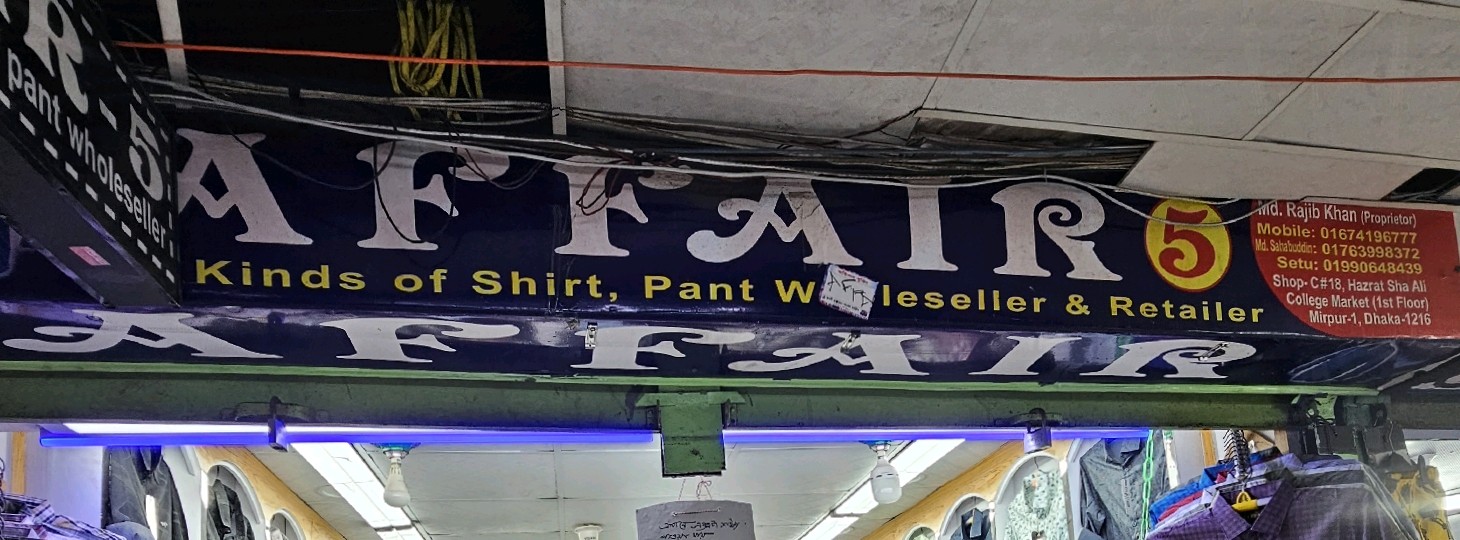 R-5
pant wholeseller
AFFAIR 5
Kinds of Shirt, Pant W leseller & Retailer
Md. Rajib Khan (Proprietor)
Mobile: 01674196777
Md. Sahabuddin: 01763998372
Setu: 01990648439
Shop- C#18, Hazrat Sha Ali
College Market (1st Floor)
Mirpur-1, Dhaka-1216
AFFAIR